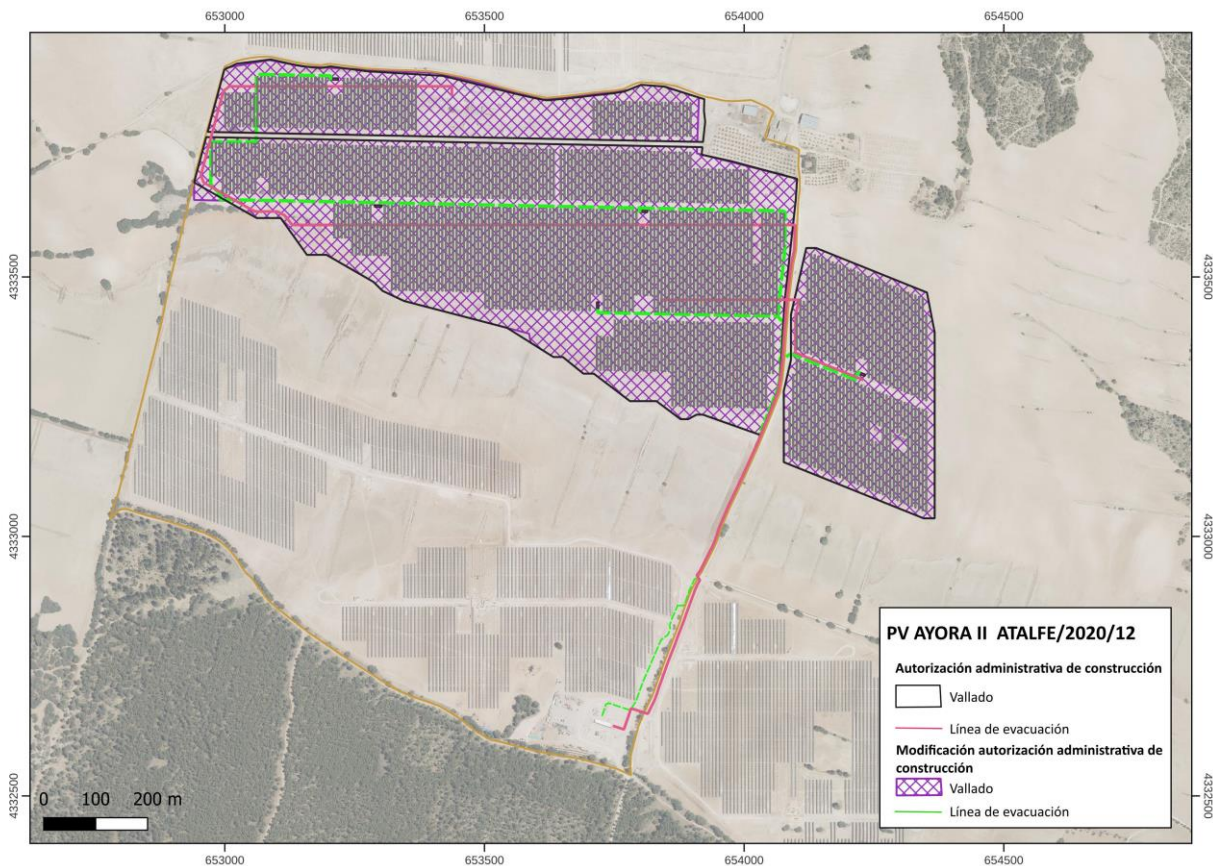 653000 653500 654000 654500
4333500 4333500
4333000 4333000
PV AYORA II ATALFE/2020/12
Autorización administrativa de construcción
Vallado
Línea de evacuación
Modificación autorización administrativa de
construcción
Vallado
Línea de evacuación
4332500 4332500
0 100 200 m
653000 653500 654000 654500